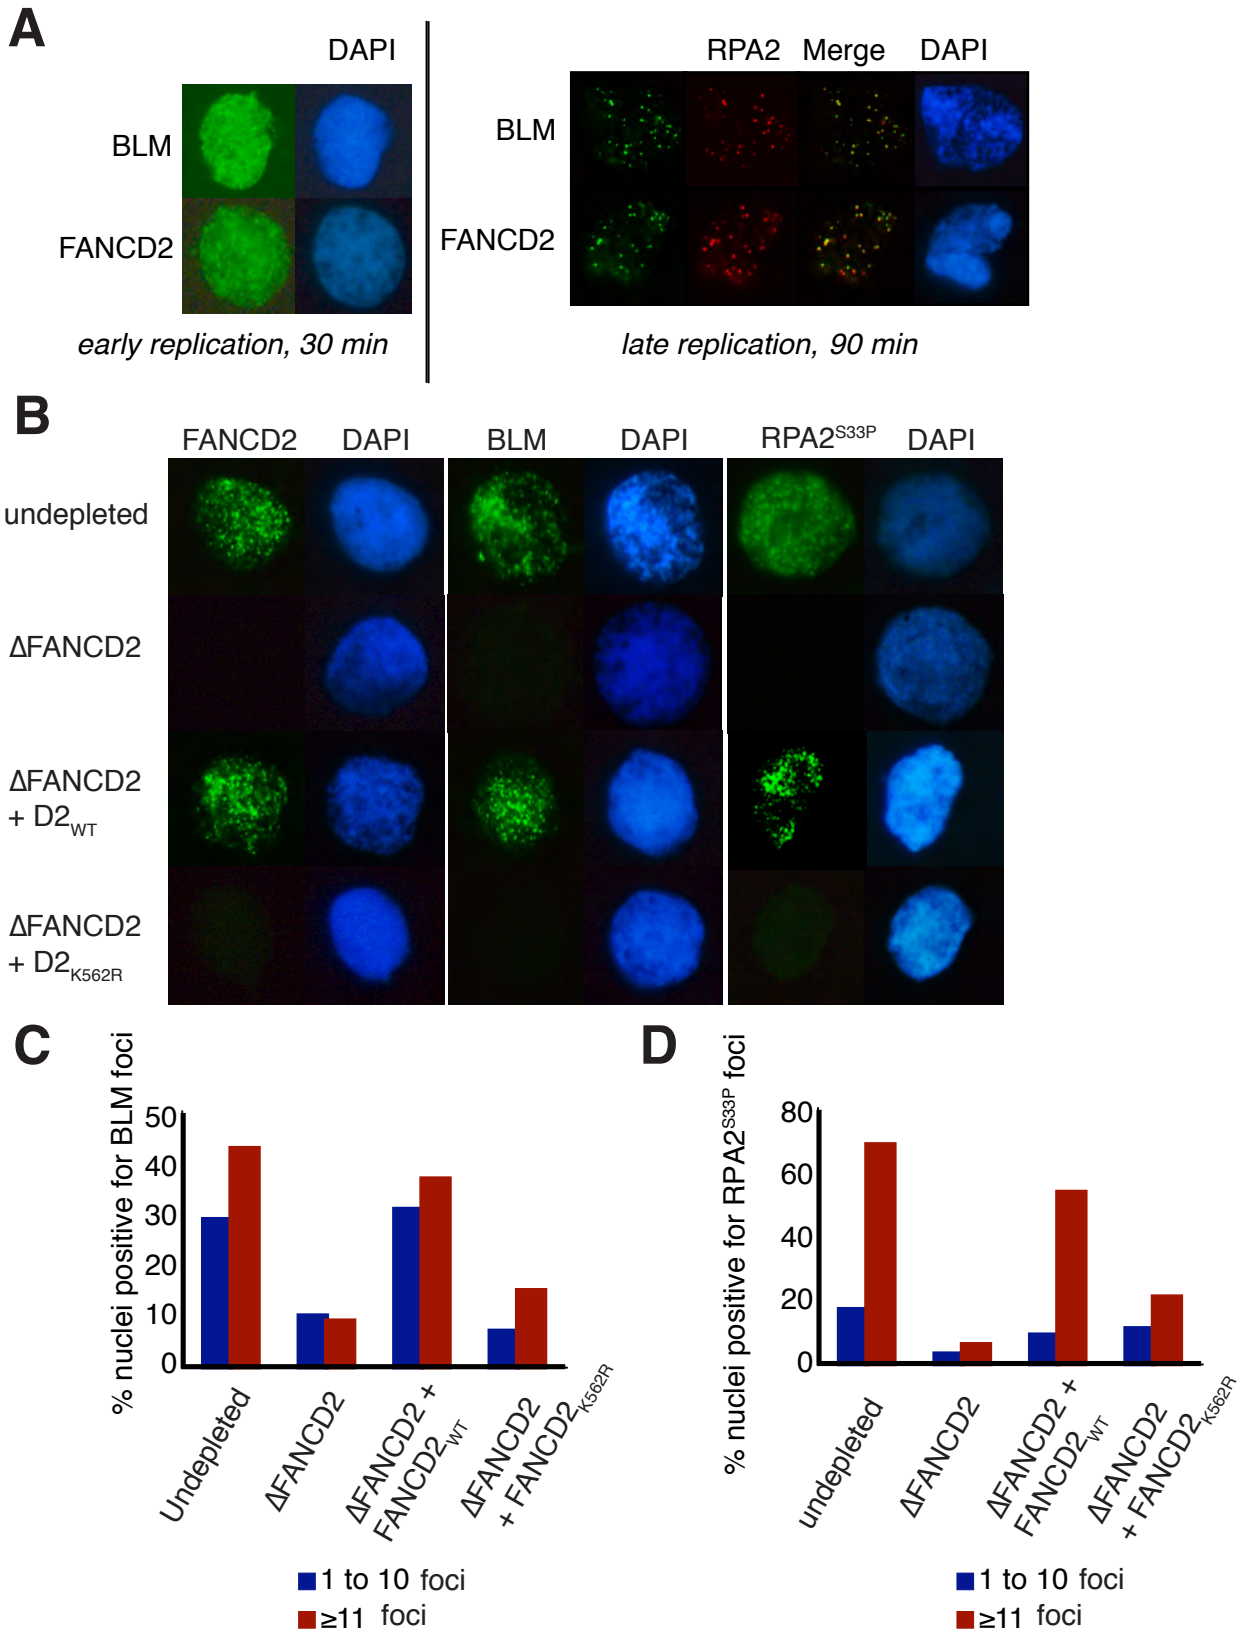 A
DAPI
RPA2 Merge DAPI
BLM
FANCD2
BLM
FANCD2
early replication, 30 min
late replication, 90 min
B
FANCD2 DAPI BLM DAPI RPA2S33P DAPI
undepleted
ΔFANCD2
ΔFANCD2
+ D2WT
ΔFANCD2
+ D2K562R
C
% nuclei positive for BLM foci
50
40
30
20
10
0
Undepleted
ΔFANCD2
ΔFANCD2 +
FANCD2WT
ΔFANCD2
+ FANCD2K562R
1 to 10 foci
≥11 foci
D
% nuclei positive for RPA2S33P foci
80
60
40
20
0
undepleted
ΔFANCD2
ΔFANCD2 +
FANCD2WT
ΔFANCD2
+ FANCD2K562R
1 to 10 foci
≥11 foci